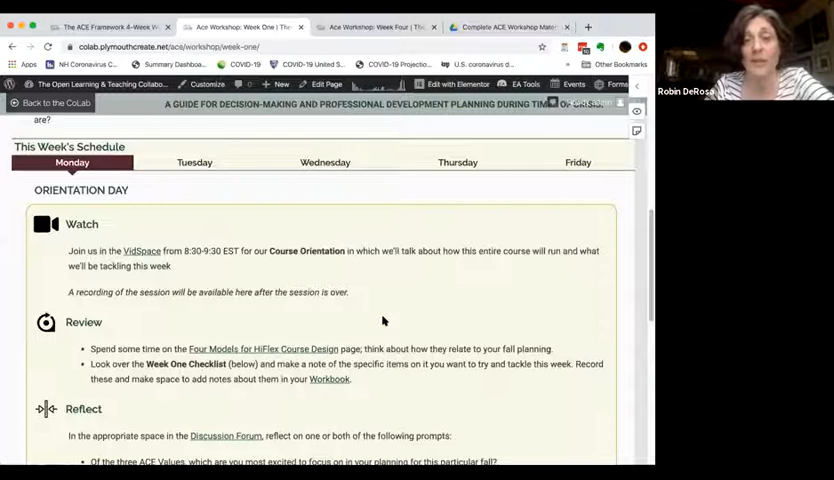 The ACE Framework 4-Week W
Ace Workshop: Week One | The
Ace Workshop: Week Four | The
Complete ACE Workshop Mater
colab.plymouthcreate.net/ace/workshop/week-one/
Apps
NH Coronavirus C...
Summary Dashbo...
COVID-19
COVID-19 United S...
COVID-19 Projectio...
U.S. coronavirus d...
Other Bookmarks
The Open Learning & Teaching Collabo...
Customize
New
Edit Page
Edit with Elementor
EA Tools
Events
Forms
Back to the CoLab
A GUIDE FOR DECISION-MAKING AND PROFESSIONAL DEVELOPMENT PLANNING DURING TIM
Robin DeRosa
are?
This Week's Schedule
Monday Tuesday Wednesday Thursday Friday
ORIENTATION DAY
Watch
Join us in the VidSpace from 8:30-9:30 EST for our Course Orientation in which we'll talk about how this entire course will run and what
we'll be tackling this week
A recording of the session will be available here after the session is over.
Review
Spend some time on the Four Models for HiFlex Course Design page; think about how they relate to your fall planning.
Look over the Week One Checklist (below) and make a note of the specific items on it you want to try and tackle this week. Record
these and make space to add notes about them in your Workbook.
Reflect
In the appropriate space in the Discussion Forum, reflect on one or both of the following prompts:
Of the three ACE Values, which are you most excited to focus on in your planning for this particular fall?